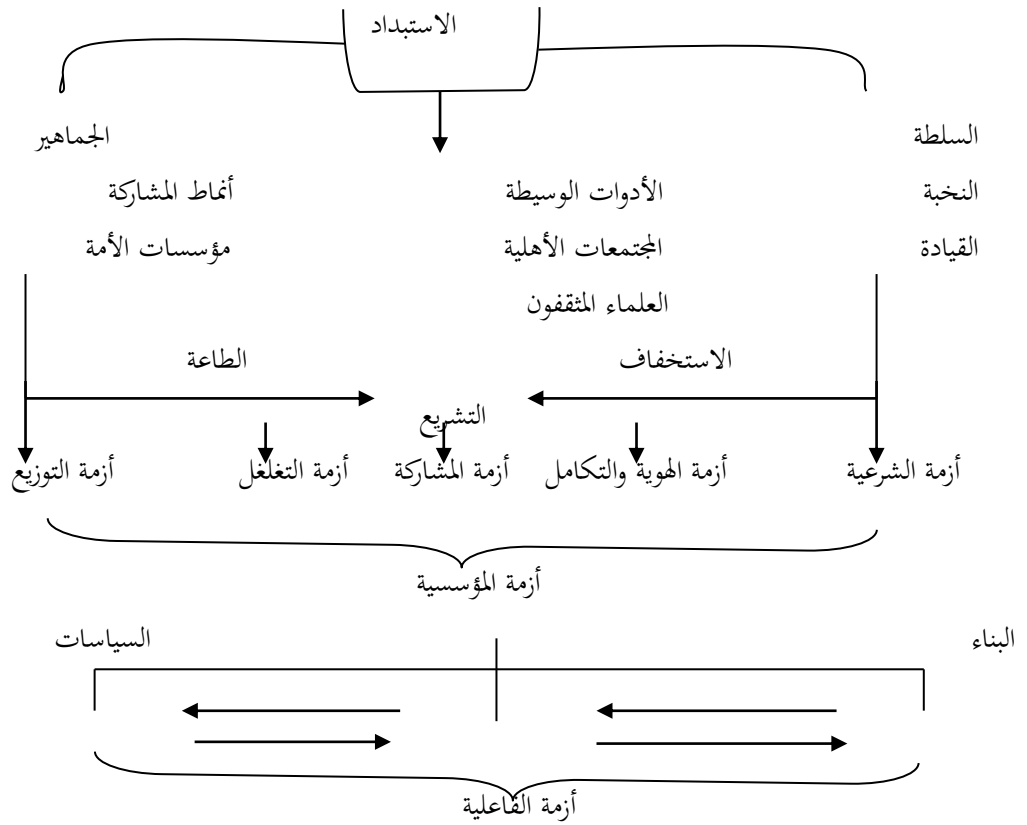 الاستبداد
السلطة الجماهير
النخبة الأدوات الوسيطة أنماط المشاركة
القيادة المجتمعات الأهلية مؤسسات الأمة
العلماء المثقفون
الاستخفاف الطاعة
التشريع
أزمة الشرعية أزمة الهوية والتكامل أزمة المشاركة أزمة التغلغل أزمة التوزيع
أزمة المؤسسية
البناء السياسات
أزمة الفاعلية